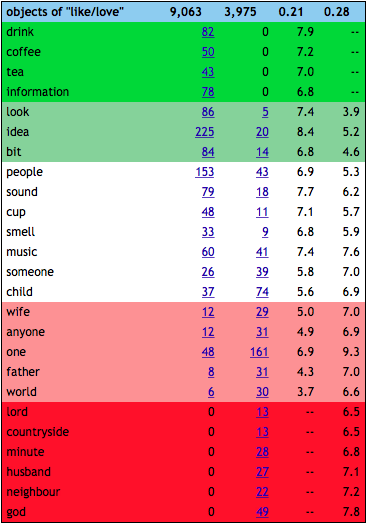 objects of "like/love" 9,063 3,975 0.21 0.28
drink 82 0 7.9 --
coffee 50 0 7.2 --
tea 43 0 7.0 --
information 78 0 6.8 --
look 86 5 7.4 3.9
idea 225 20 8.4 5.2
bit 84 14 6.8 4.6
people 153 43 6.9 5.3
sound 79 18 7.7 6.2
cup 48 11 7.1 5.7
smell 33 9 6.8 5.9
music 60 41 7.4 7.6
someone 26 39 5.8 7.0
child 37 74 5.6 6.9
wife 12 29 5.0 7.0
anyone 12 31 4.9 6.9
one 48 161 6.9 9.3
father 8 31 4.3 7.0
world 6 30 3.7 6.6
lord 0 13 -- 6.5
countryside 0 13 -- 6.5
minute 0 28 -- 6.8
husband 0 27 -- 7.1
neighbour 0 22 -- 7.2
god 0 49 -- 7.8